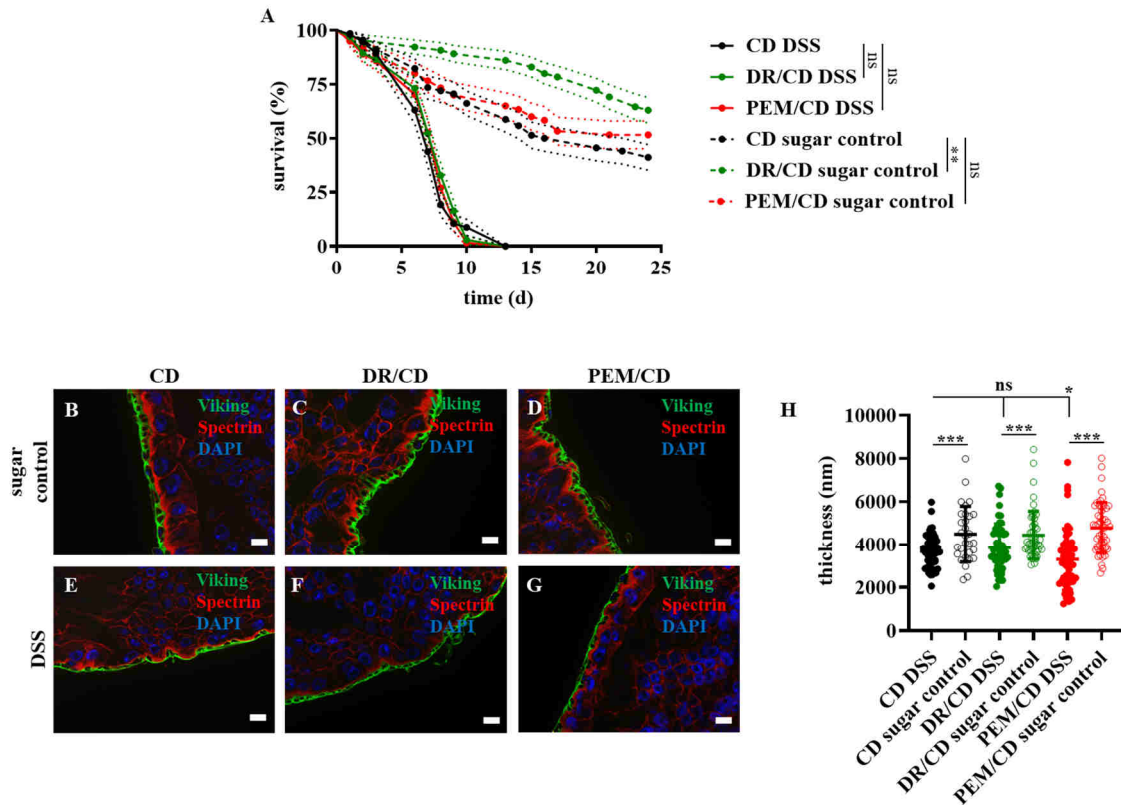 A
100
75
50
25
0
survival (%)
0 5 10 15 20 25
time (d)
CD DSS
DR/CD DSS
PEM/CD DSS
CD sugar control
DR/CD sugar control
PEM/CD sugar control
ns
ns
**
ns
CD DR/CD PEM/CD
sugar
control
B Viking
Spectrin
DAPI
C Viking
Spectrin
DAPI
D Viking
Spectrin
DAPI
DSS
E Viking
Spectrin
DAPI
F Viking
Spectrin
DAPI
G Viking
Spectrin
DAPI
H
ns *
*** *** ***
10000
8000
6000
4000
2000
0
thickness (nm)
CD DSS
CD sugar control
DR/CD DSS
DR/CD sugar control
PEM/CD DSS
PEM/CD sugar control